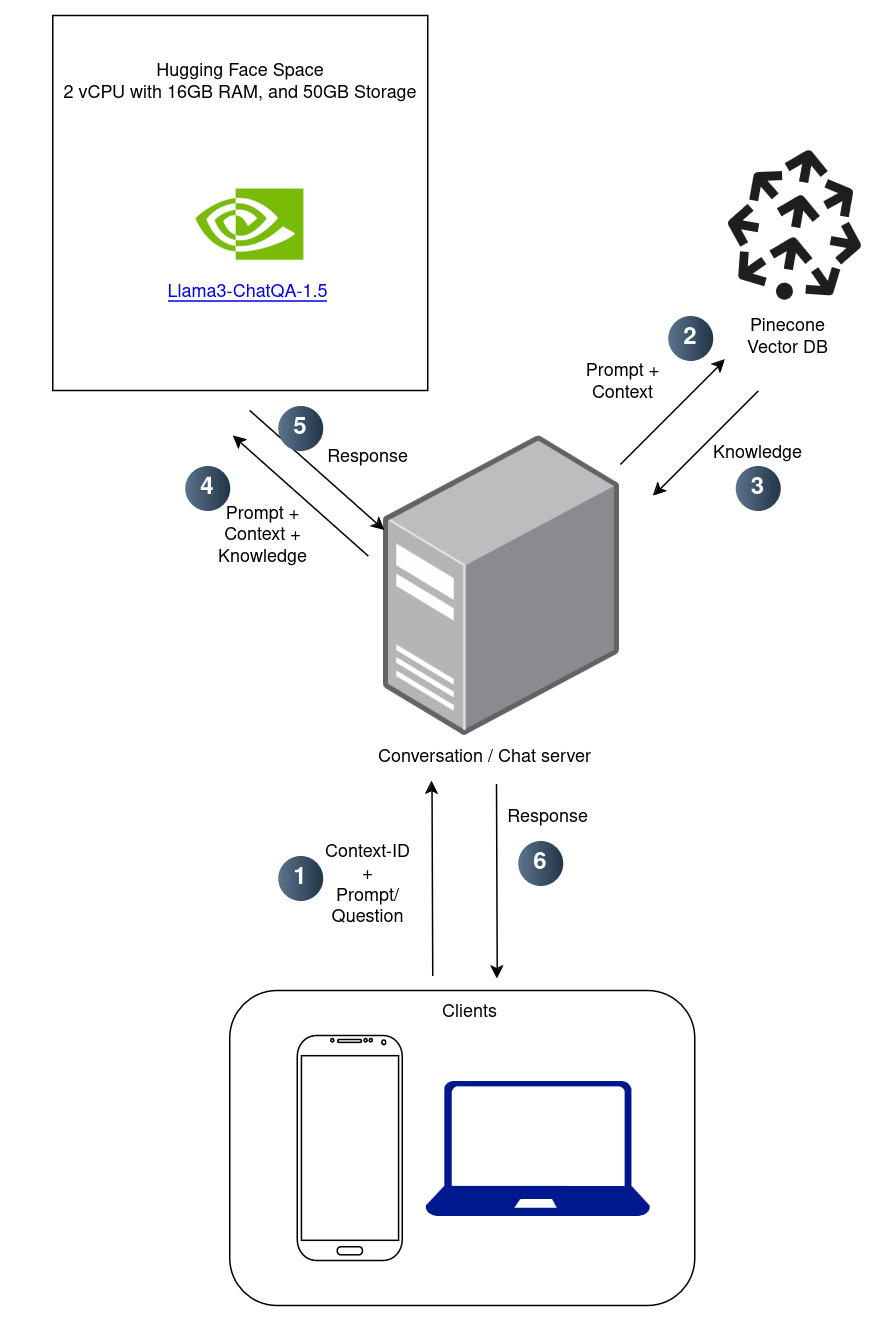 Hugging Face Space
2 vCPU with 16GB RAM, and 50GB Storage
Llama3-ChatQA-1.5
Pinecone
Vector DB
2
Prompt +
Context
Knowledge
3
5
Response
4
Prompt +
Context +
Knowledge
Conversation / Chat server
1
Context-ID
+
Prompt/
Question
Response
6
Clients